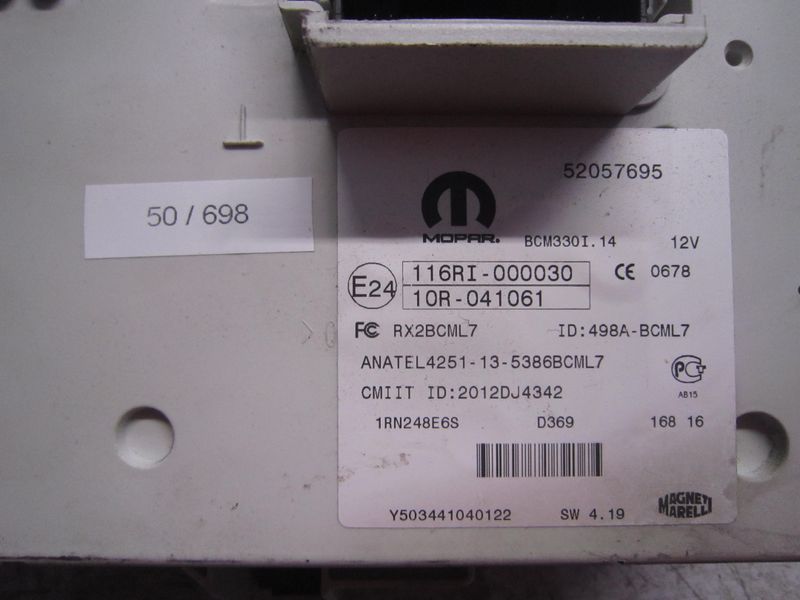 52057695
50 / 698
MOPAR.
BCM330I.14 12V
E24
116RI-000030
CE 0678
10R-041061
FC RX2BCML7 ID:498A-BCML7
ANATEL4251-13-5386BCML7
PCT
CMIIT ID:2012DJ4342
AB15
1RN248E6S D369 168 16
Y503441040122 SW 4.19
MAGNETI
MARELLI